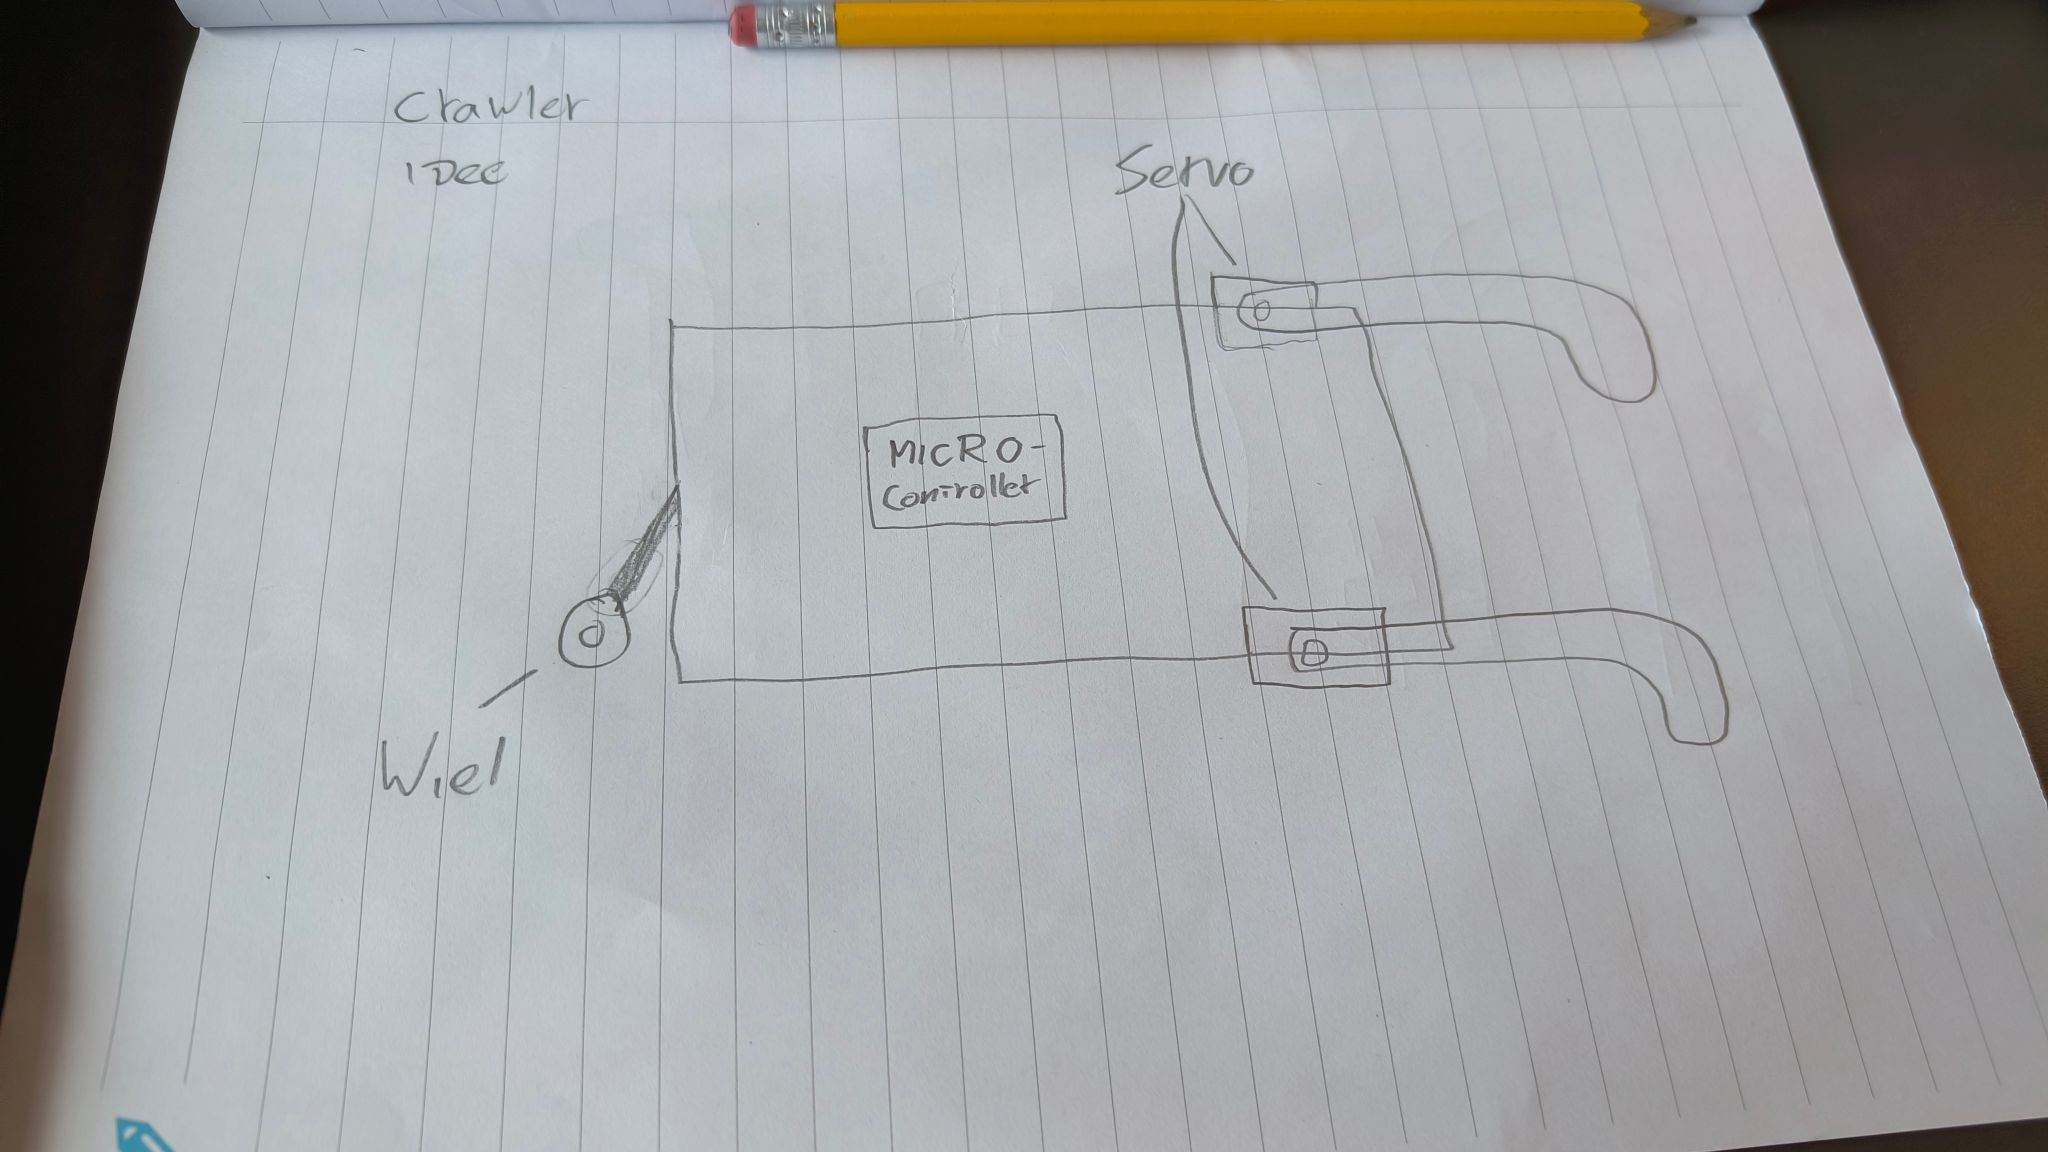 Crawler
IDEE
Servo
MICRO-
Controller
Wiel